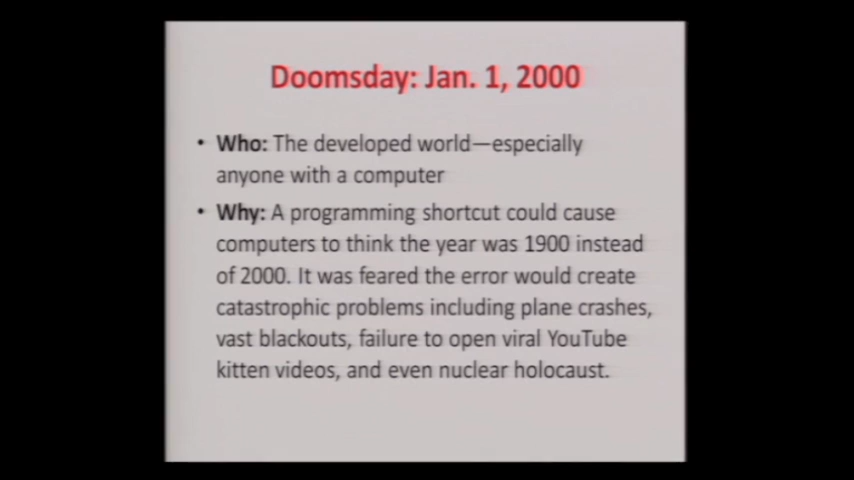 Doomsday: Jan. 1, 2000
• Who: The developed world—especially
anyone with a computer
• Why: A programming shortcut could cause
computers to think the year was 1900 instead
of 2000. It was feared the error would create
catastrophic problems including plane crashes,
vast blackouts, failure to open viral YouTube
kitten videos, and even nuclear holocaust.